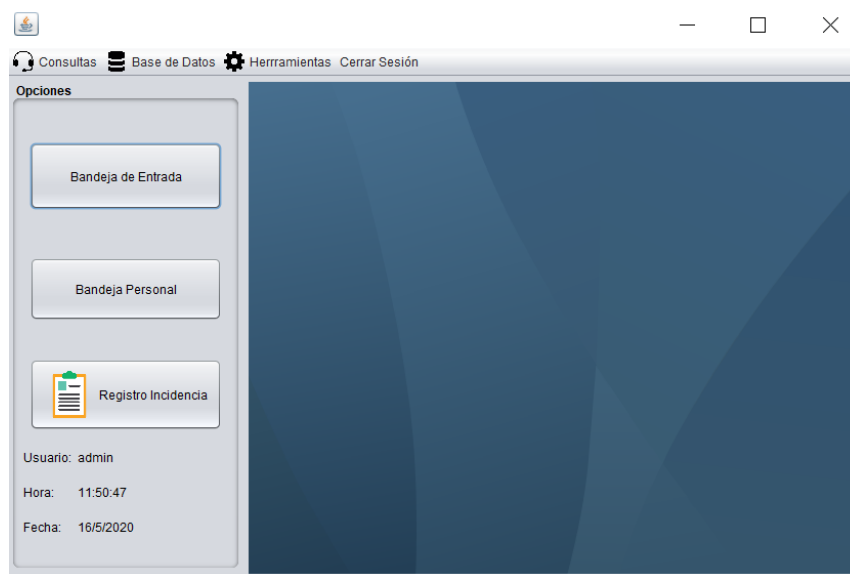 Consultas Base de Datos Herrramientas Cerrar Sesión
Opciones
Bandeja de Entrada
Bandeja Personal
Registro Incidencia
Usuario: admin
Hora: 11:50:47
Fecha: 16/5/2020